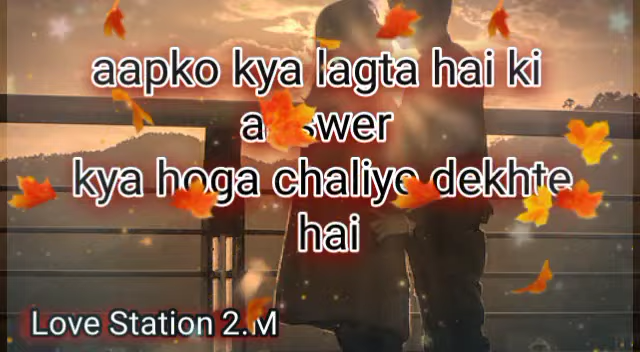 aapko kya lagta hai ki
answer
kya hoga chaliye dekhte
hai
Love Station 2.M